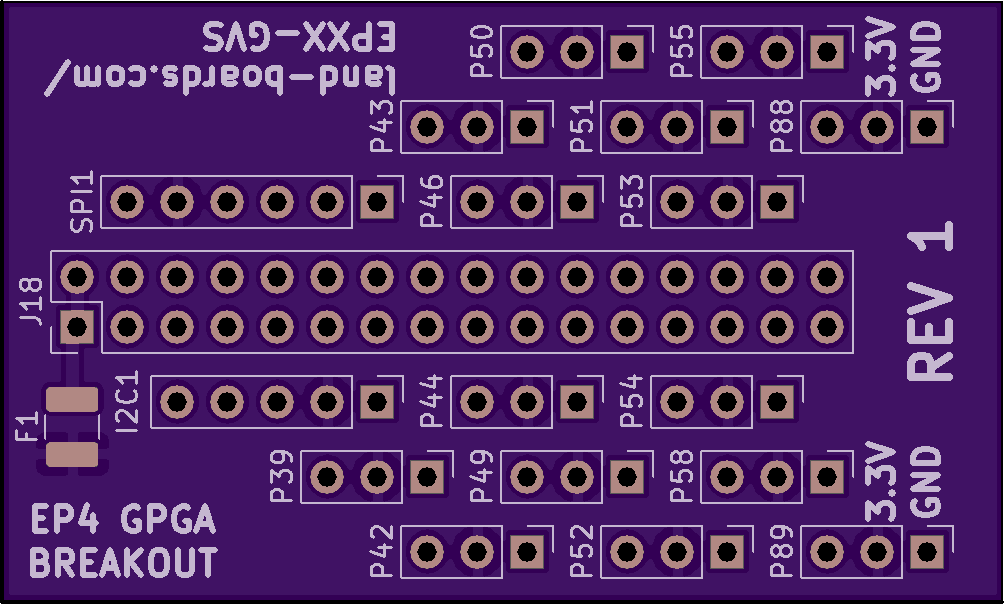 EPXX-GVS
land-boards.com/
P50
P55
3.3V
GND
P43
P51
P88
SPI1
P46
P53
J18
REV 1
F1
I2C1
P44
P54
P39
P49
P58
3.3V
GND
EP4 GPGA
BREAKOUT
P42
P52
P89